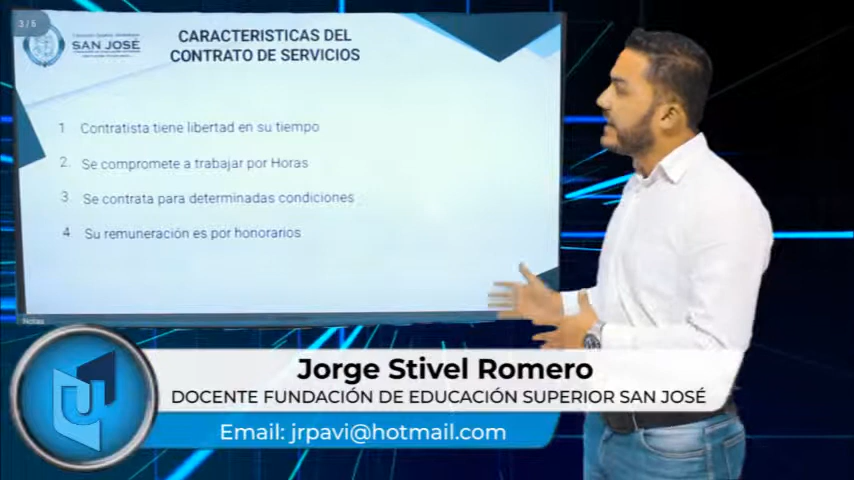 3/6
SAN JOSÉ
CARACTERISTICAS DEL
CONTRATO DE SERVICIOS
1 Contratista tiene libertad en su tiempo
2. Se compromete a trabajar por Horas
3 Se contrata para determinadas condiciones
4 Su remuneración es por honorarios
Notas
Jorge Stivel Romero
DOCENTE FUNDACIÓN DE EDUCACIÓN SUPERIOR SAN JOSÉ
Email: jrpavi@hotmail.com